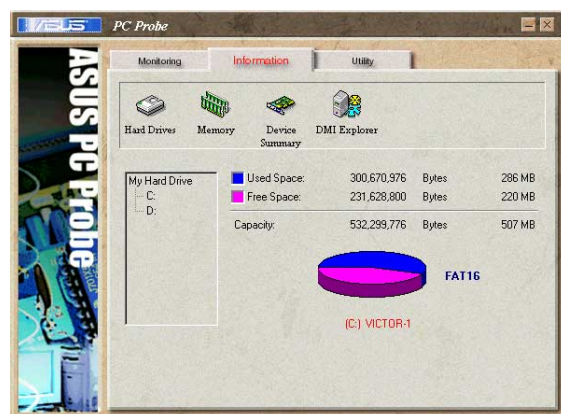 /ISUS PC Probe
ASUS PC Probe
Monitoring Information Utility
Hard Drives Memory Device Summary DMI Explorer
My Hard Drive
C:
D:
Used Space: 300,670,976 Bytes 286 MB
Free Space: 231,628,800 Bytes 220 MB
Capacity: 532,299,776 Bytes 507 MB
FAT16
(C:) VICTOR-1